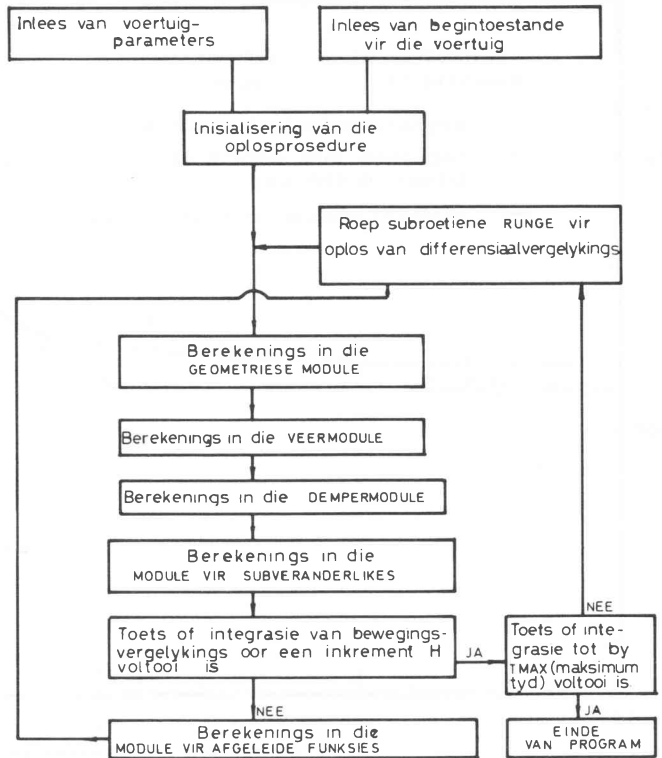 Inlees van voertuig-
parameters
Inlees van begintoestande
vir die voertuig
Inisialisering van die
oplosprosedure
Roep subroetiene RUNGE vir
oplos van differensiaalvergelykings
Berekenings in die
GEOMETRIESE MODULE
Berekenings in die VEERMODULE
Berekenings in die DEMPERMODULE
Berekenings in die
MODULE VIR SUBVERANDERLIKES
Toets of integrasie van bewegings-
vergelykings oor een inkrement H
voltooi is
JA
NEE
Toets of inte-
grasie tot by
TMAX (maksimum
tyd) voltooi is
NEE
JA
Berekenings in die
MODULE VIR AFGELEIDE FUNKSIES
EINDE
VAN PROGRAM